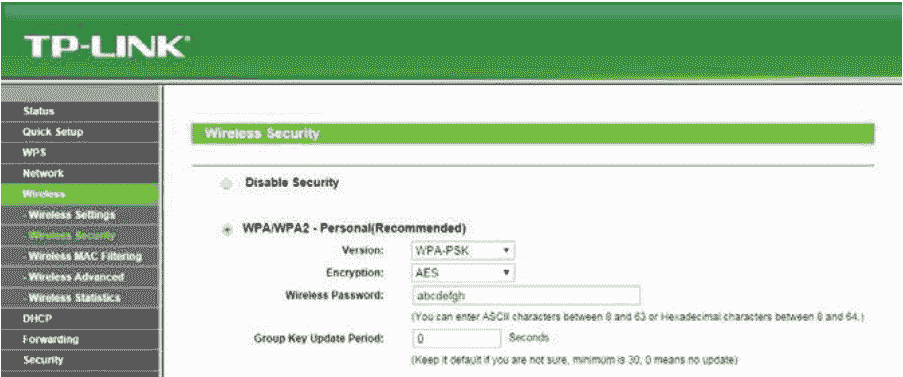 TP-LINK®
Status
Quick Setup
WPS
Network
Wireless
- Wireless Settings
- Wireless Security
- Wireless MAC Filtering
- Wireless Advanced
- Wireless Statistics
DHCP
Forwarding
Security
Wireless Security
Disable Security
WPA/WPA2 - Personal(Recommended)
Version: WPA-PSK
Encryption: AES
Wireless Password: abcdefgh
(You can enter ASCII characters between 8 and 63 or Hexadecimal characters between 8 and 64.)
Group Key Update Period: 0 Seconds
(Keep it default if you are not sure, minimum is 30, 0 means no update)